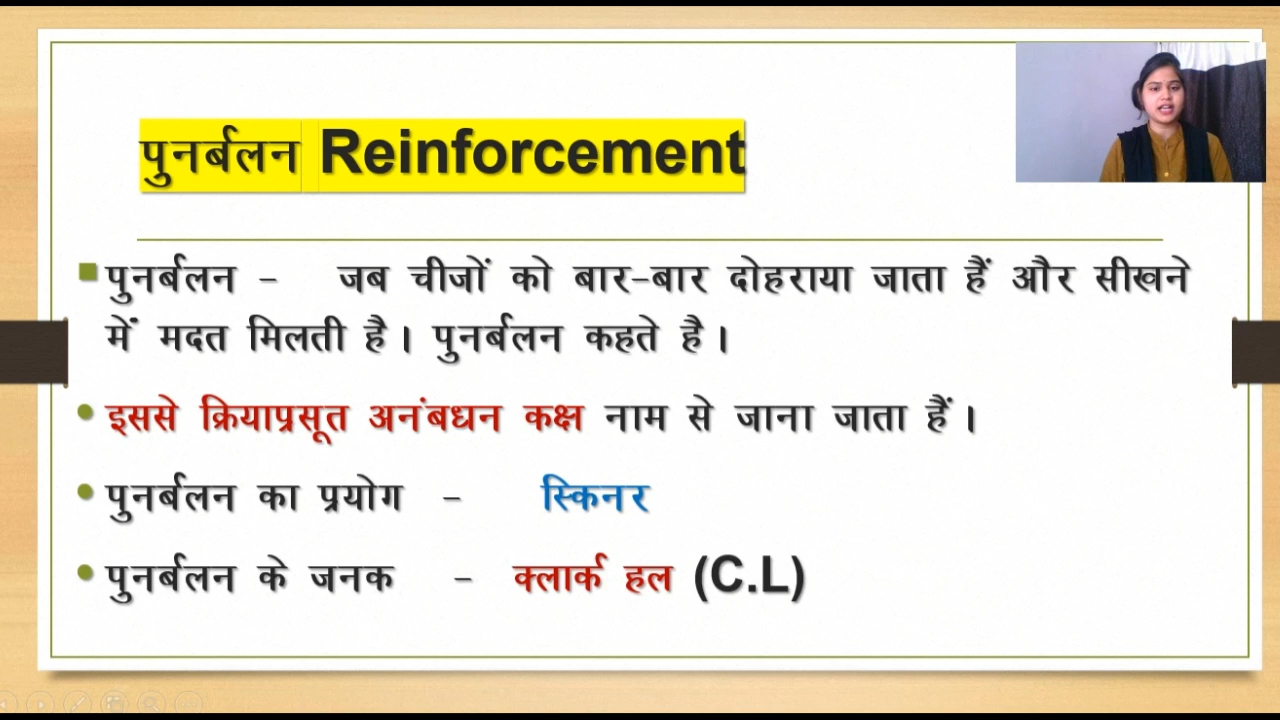 पुनर्बलन Reinforcement
पुनर्बलन - जब चीजों को बार-बार दोहराया जाता हैं और सीखने
में मदत मिलती है। पुनर्बलन कहते है।
इससे क्रियाप्रसूत अनंबधन कक्ष नाम से जाना जाता हैं।
पुनर्बलन का प्रयोग - स्किनर
पुनर्बलन के जनक - क्लार्क हल (C.L)